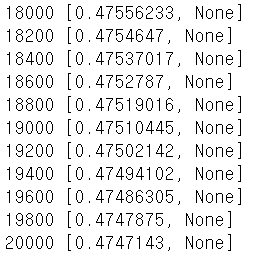 18000 [0.47556233, None]
18200 [0.4754647, None]
18400 [0.47537017, None]
18600 [0.4752787, None]
18800 [0.47519016, None]
19000 [0.47510445, None]
19200 [0.47502142, None]
19400 [0.47494102, None]
19600 [0.47486305, None]
19800 [0.4747875, None]
20000 [0.4747143, None]